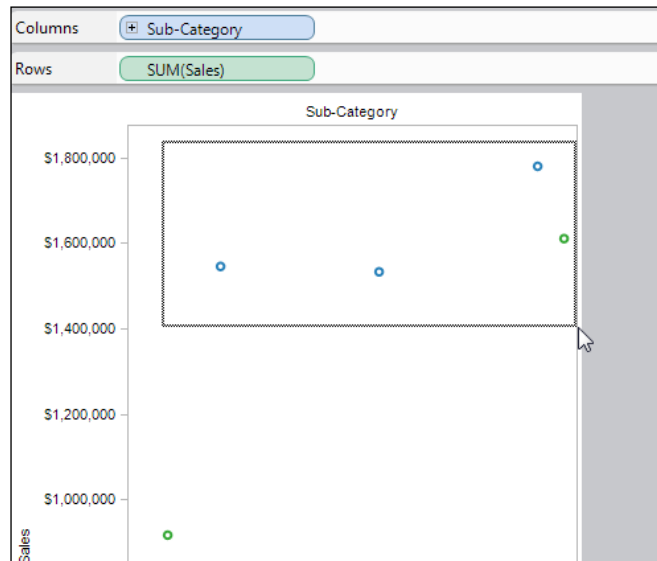 Columns
Sub-Category
Rows
SUM(Sales)
Sub-Category
$1,800,000
$1,600,000
$1,400,000
$1,200,000
$1,000,000
Sales